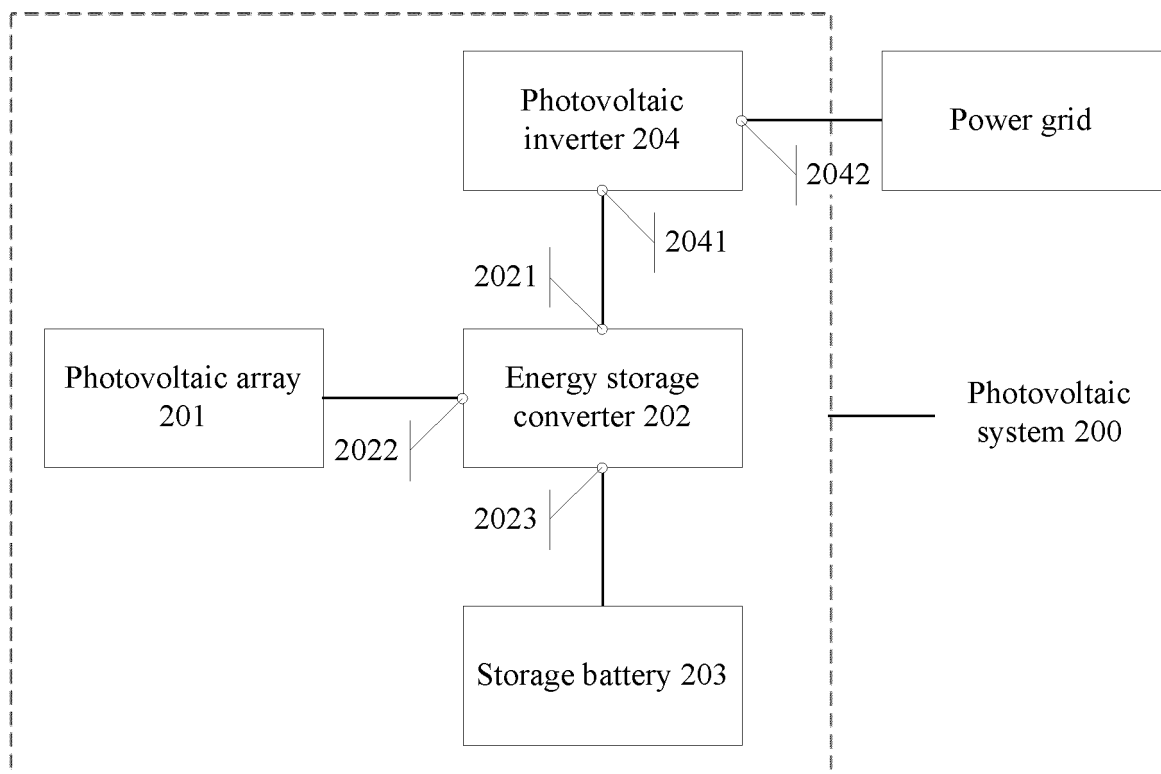 Photovoltaic
inverter 204
Power grid
2042
2041
2021
Photovoltaic array
201
Energy storage
converter 202
Photovoltaic
system 200
2022
2023
Storage battery 203